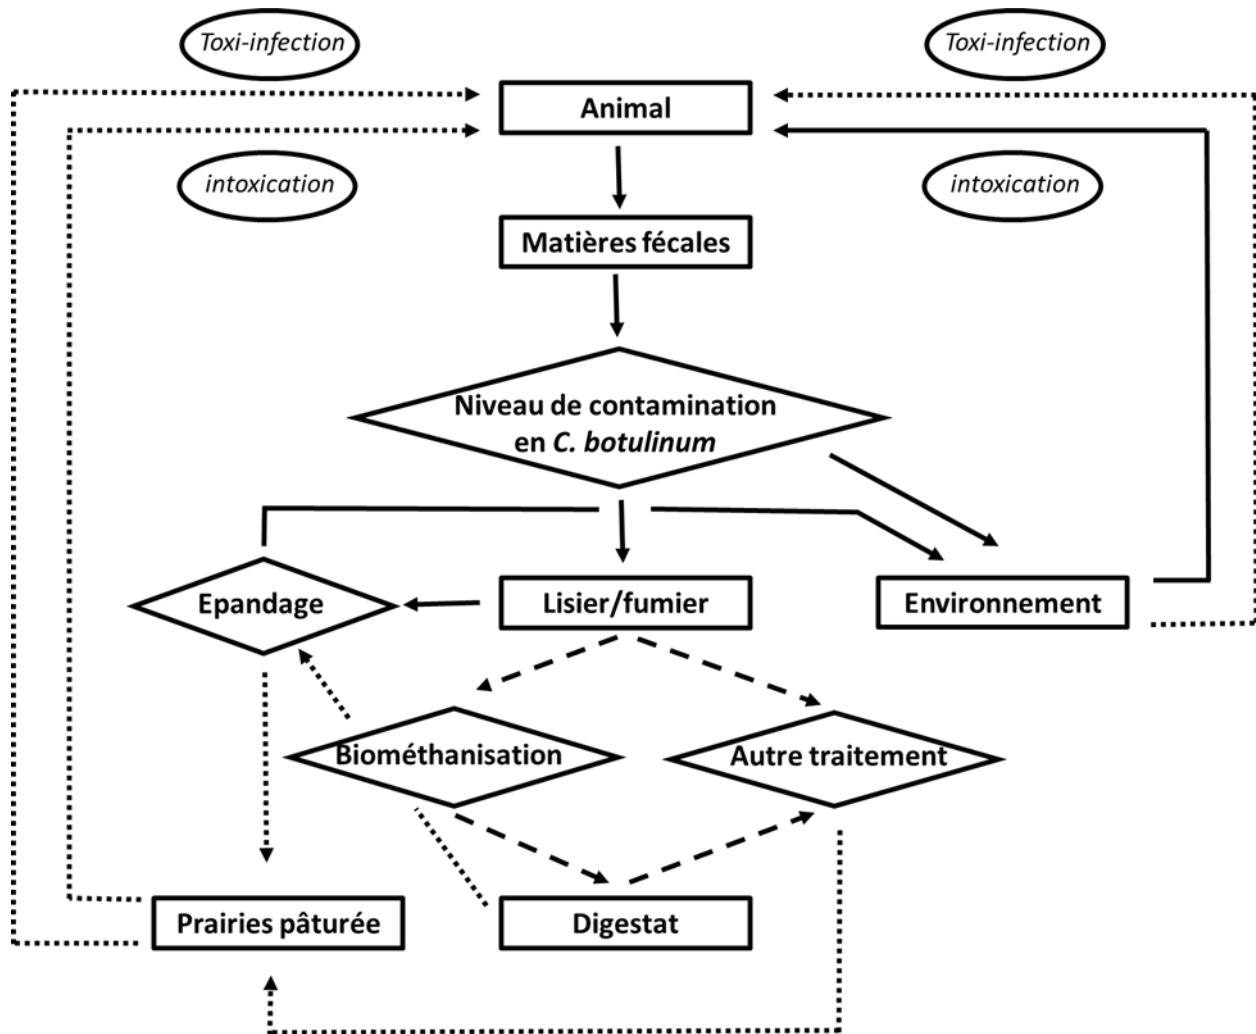 Toxi-infection
Toxi-infection
Animal
intoxication
intoxication
Matières fécales
Niveau de contamination
en C. botulinum
Epandage
Lisier/fumier
Environnement
Biométhanisation
Autre traitement
Prairies pâturée
Digestat